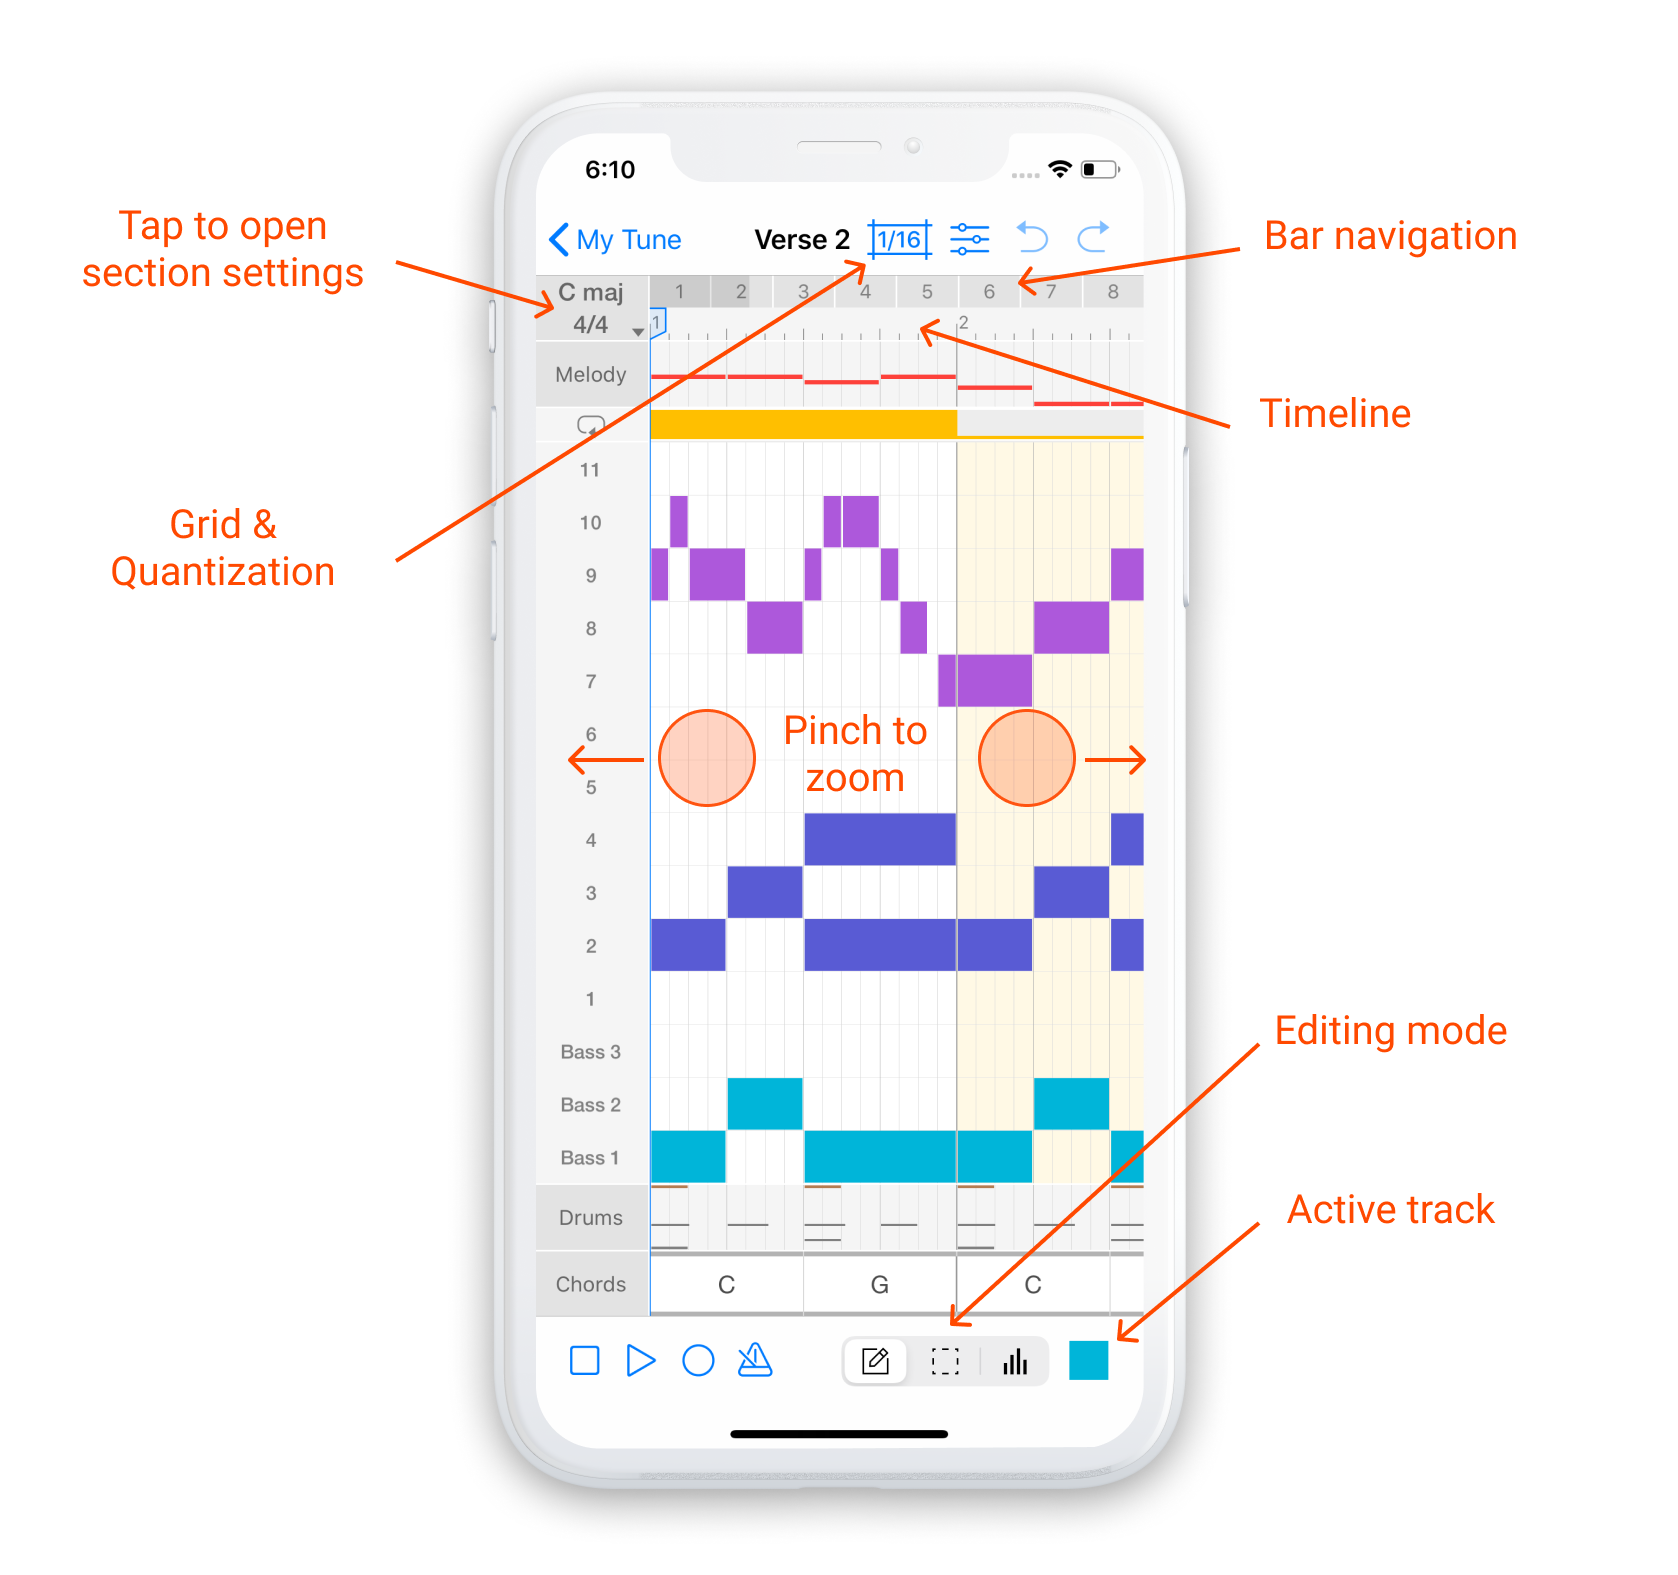 6:10
Tap to open
section settings
My Tune
Verse 2
1/16
Bar navigation
C maj
1 2 3 4 5 6 7 8
4/4
1 2
Melody
Timeline
11
10
Grid &
Quantization
9
8
7
6
Pinch to
zoom
5
4
3
2
1
Editing mode
Bass 3
Bass 2
Bass 1
Active track
Drums
Chords
C G C